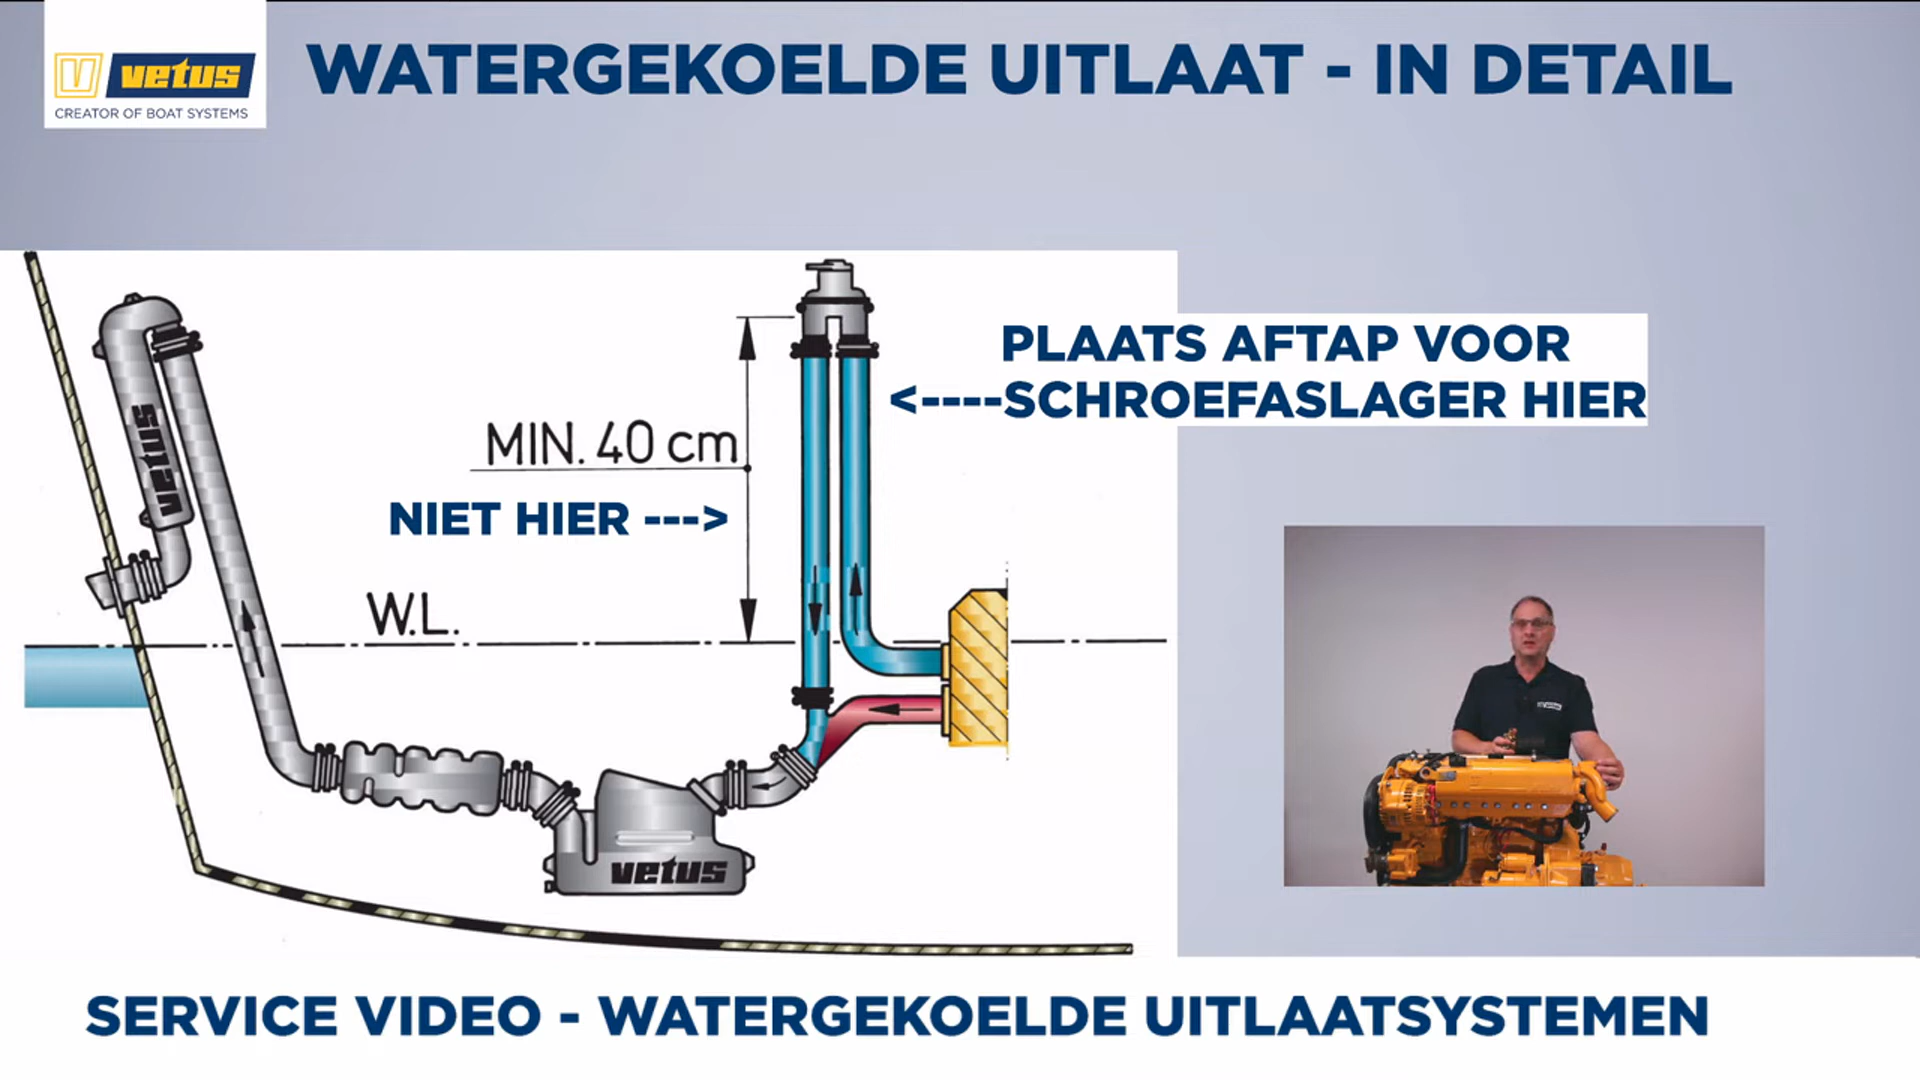 V vetus
CREATOR OF BOAT SYSTEMS
WATERGEKOELDE UITLAAT - IN DETAIL
PLAATS AFTAP VOOR
<----SCHROEFASLAGER HIER
MIN. 40 cm
NIET HIER --->
W.L.
vetus
vetus
SERVICE VIDEO - WATERGEKOELDE UITLAATSYSTEMEN